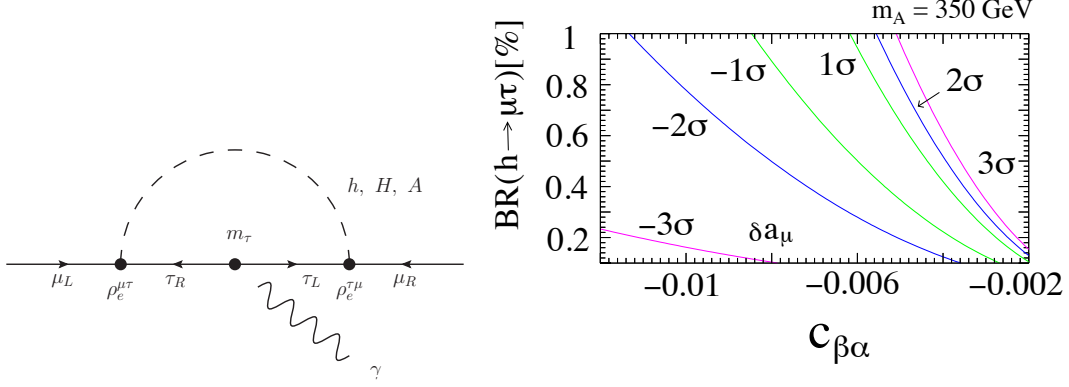 h, H, A
m_τ
μ_L
ρ_e^{μτ}
τ_R
τ_L
ρ_e^{τμ}
μ_R
γ
m_A = 350 GeV
BR(h→μτ)[%]
1
0.8
0.6
0.4
0.2
−1σ
1σ
2σ
−2σ
3σ
−3σ
δa_μ
−0.01
−0.006
−0.002
c_{βα}